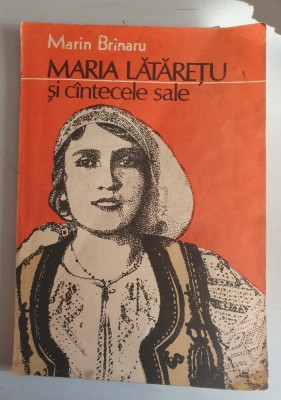 Marin Brînaru
MARIA LĂTĂREȚU
și cîntecele sale